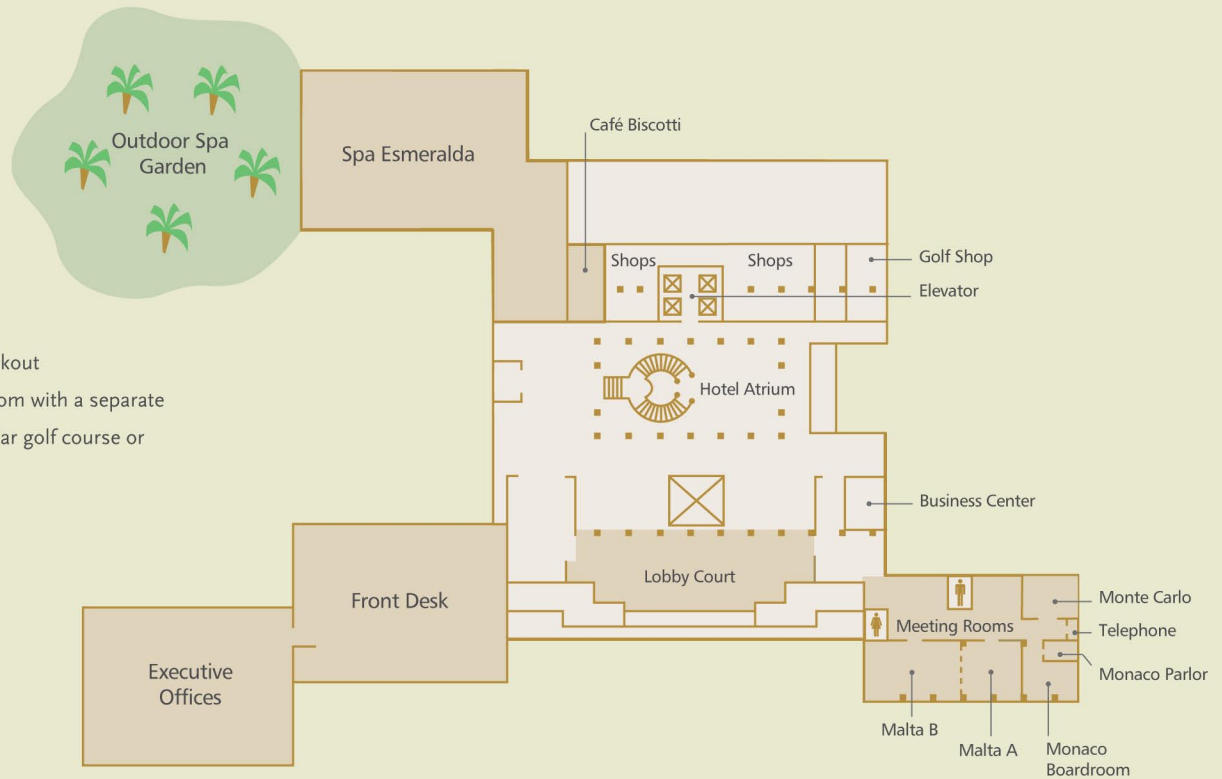 Outdoor Spa
Garden
Spa Esmeralda
Café Biscotti
Shops
Shops
Golf Shop
Elevator
kout
om with a separate
ar golf course or
Hotel Atrium
Business Center
Lobby Court
Front Desk
Executive
Offices
Meeting Rooms
Monte Carlo
Telephone
Monaco Parlor
Malta B
Malta A
Monaco
Boardroom